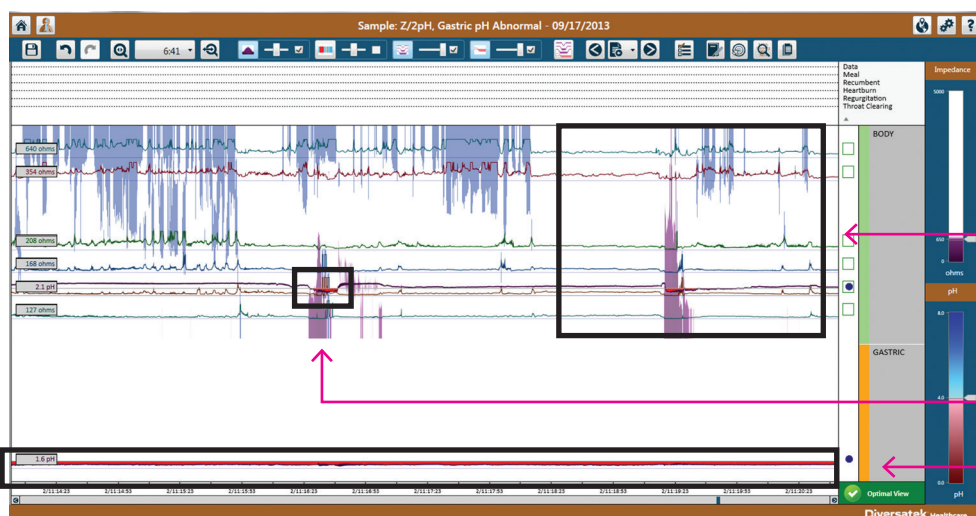 Sample: Z/2pH, Gastric pH Abnormal - 09/17/2013
6:41
Data
Meal
Recumbent
Heartburn
Regurgitation
Throat Clearing
Impedance
5000
BODY
640 ohms
354 ohms
208 ohms
650
168 ohms
0
ohms
2.1 pH
pH
127 ohms
8.0
GASTRIC
4.0
1.6 pH
0.0
2/11:14:23
2/11:14:53
2/11:15:23
2/11:15:53
2/11:16:23
2/11:16:53
2/11:17:23
2/11:17:53
2/11:18:23
2/11:18:53
2/11:19:23
2/11:19:53
2/11:20:23
Optimal View
pH
Diversatek Healthcare